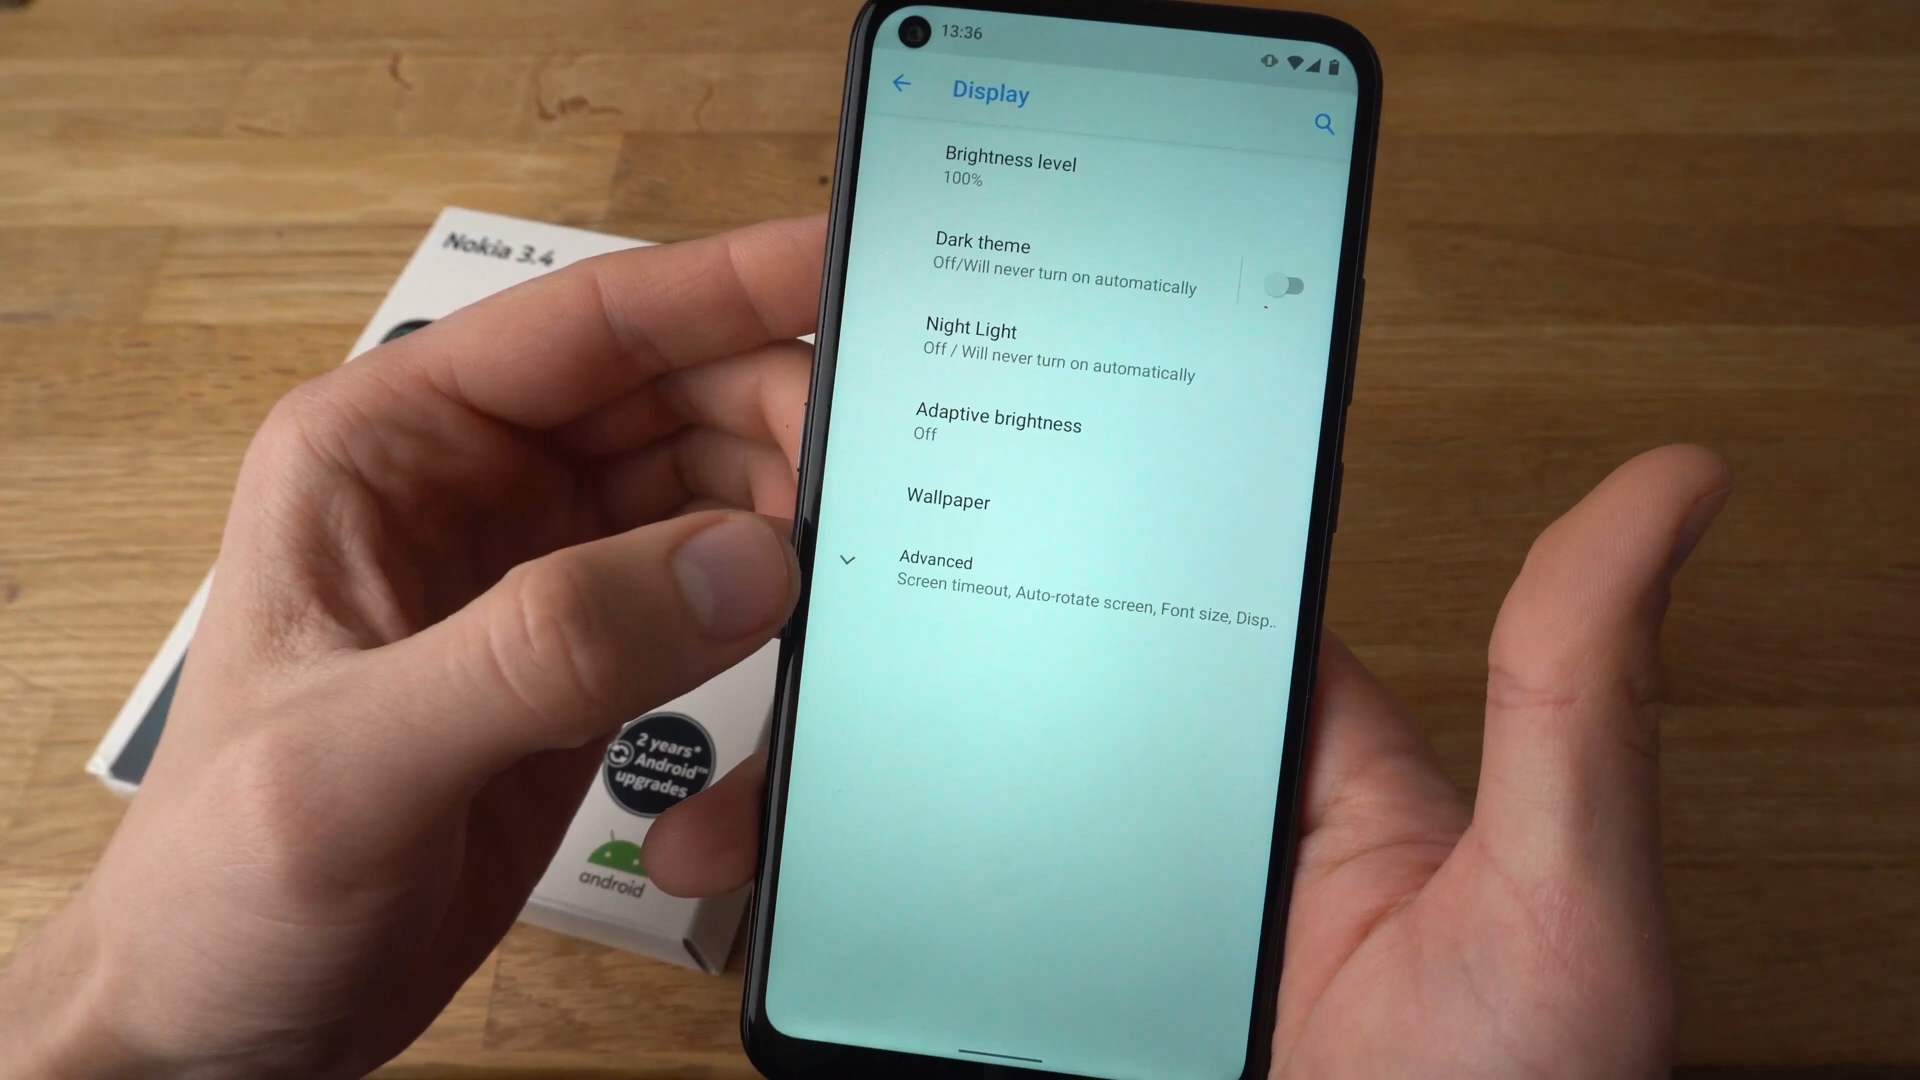 13:36
Display
Brightness level
100%
Dark theme
Off/Will never turn on automatically
Night Light
Off / Will never turn on automatically
Adaptive brightness
Off
Wallpaper
Advanced
Screen timeout, Auto-rotate screen, Font size, Disp..
Nokia 3.4
2 years*
Android™
upgrades
android